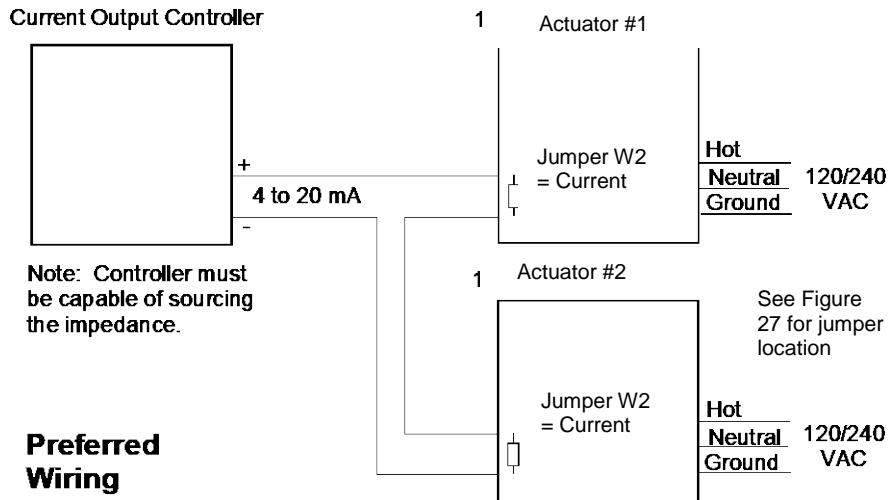 Current Output Controller
1
Actuator #1
Jumper W2
= Current
Hot
Neutral
Ground
120/240
VAC
+
4 to 20 mA
-
Note: Controller must
be capable of sourcing
the impedance.
1
Actuator #2
See Figure
27 for jumper
location
Jumper W2
= Current
Hot
Neutral
Ground
120/240
VAC
Preferred
Wiring